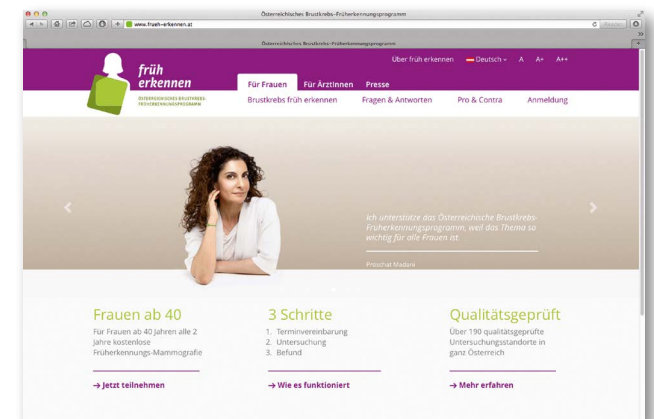 Österreichisches Brustkrebs-Früherkennungsprogramm
www.frueh-erkennen.at
Österreichisches Brustkrebs-Früherkennungsprogramm
Über früh erkennen Deutsch A A+ A++
früh
erkennen
ÖSTERREICHISCHES BRUSTKREBS-
FRÜHERKENNUNGSPROGRAMM
Für Frauen Für ÄrztInnen Presse
Brustkrebs früh erkennen Fragen & Antworten Pro & Contra Anmeldung
Ich unterstütze das Österreichische Brustkrebs-
Früherkennungsprogramm, weil das Thema so
wichtig für alle Frauen ist.
Proschat Madani
Frauen ab 40
Für Frauen ab 40 Jahren alle 2
Jahre kostenlose
Früherkennungs-Mammografie
→ Jetzt teilnehmen
3 Schritte
1. Terminvereinbarung
2. Untersuchung
3. Befund
→ Wie es funktioniert
Qualitätsgeprüft
Über 190 qualitätsgeprüfte
Untersuchungsstandorte in
ganz Österreich
→ Mehr erfahren